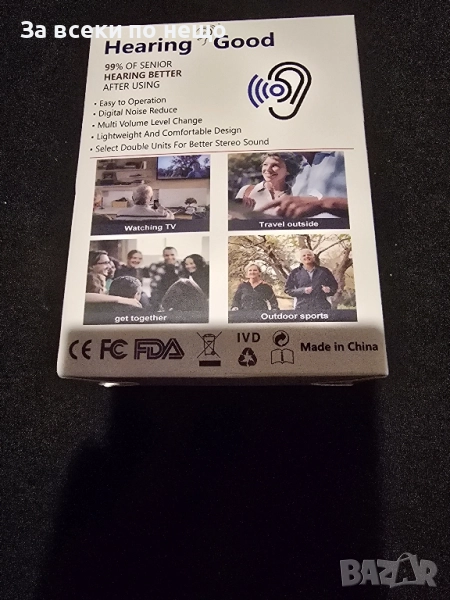 За всеки по нещо
Hearing Good
99% OF SENIOR
HEARING BETTER
AFTER USING
• Easy to Operation
• Digital Noise Reduce
• Multi Volume Level Change
• Lightweight And Comfortable Design
• Select Double Units For Better Stereo Sound
Watching TV
Travel outside
get together
Outdoor sports
CE FC FDA IVD Made in China
BAZAR